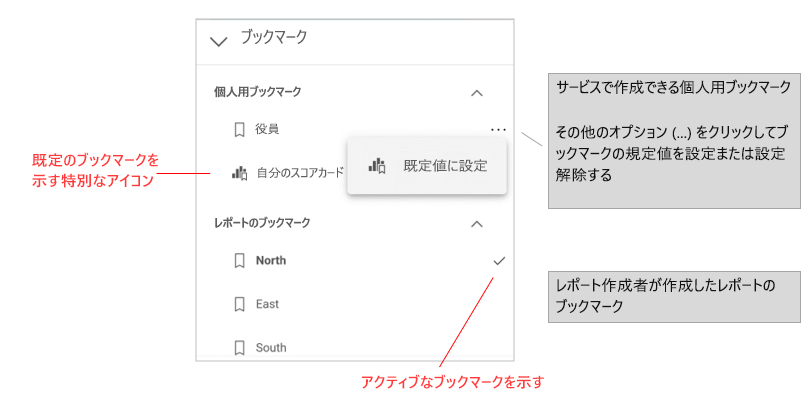 ブックマーク
個人用ブックマーク
役員
...
自分のスコアカード
既定値に設定
レポートのブックマーク
North
East
South
既定のブックマークを
示す特別なアイコン
サービスで作成できる個人用ブックマーク
その他のオプション (...) をクリックしてブ
ックマークの規定値を設定または設定
解除する
レポート作成者が作成したレポートの
ブックマーク
アクティブなブックマークを示す